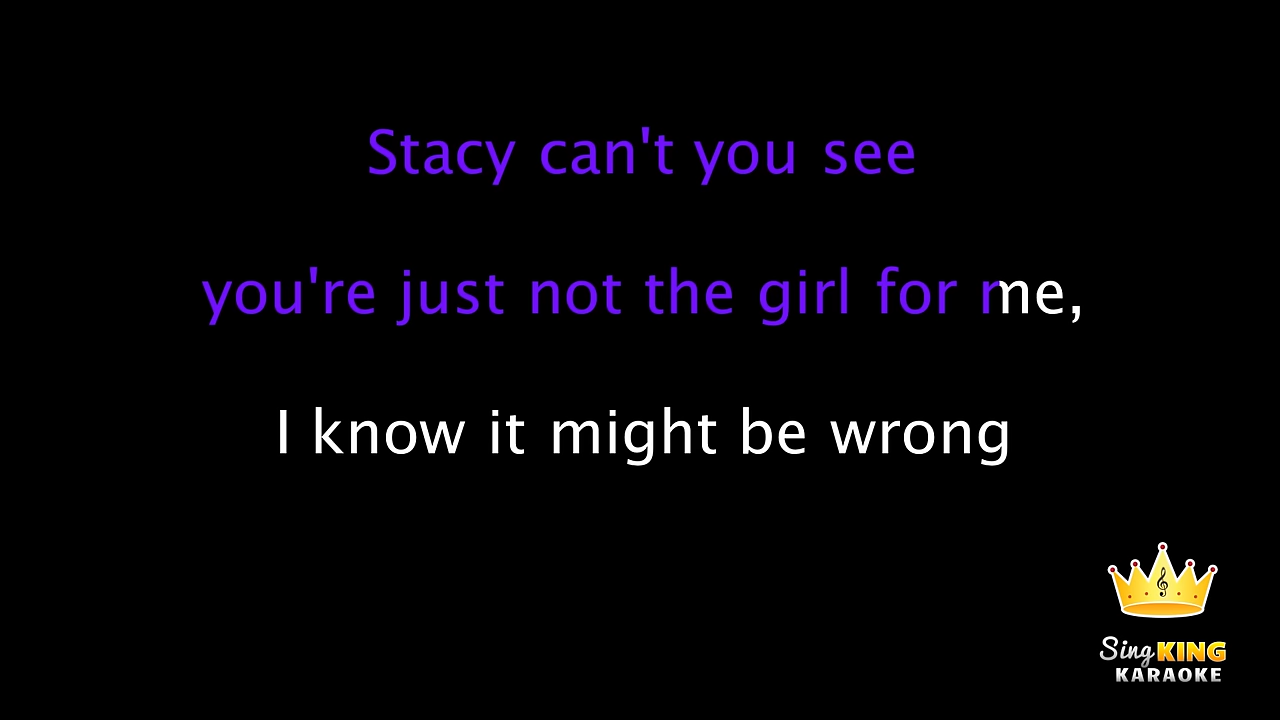 Stacy can't you see
you're just not the girl for me,
I know it might be wrong
Sing KING
KARAOKE